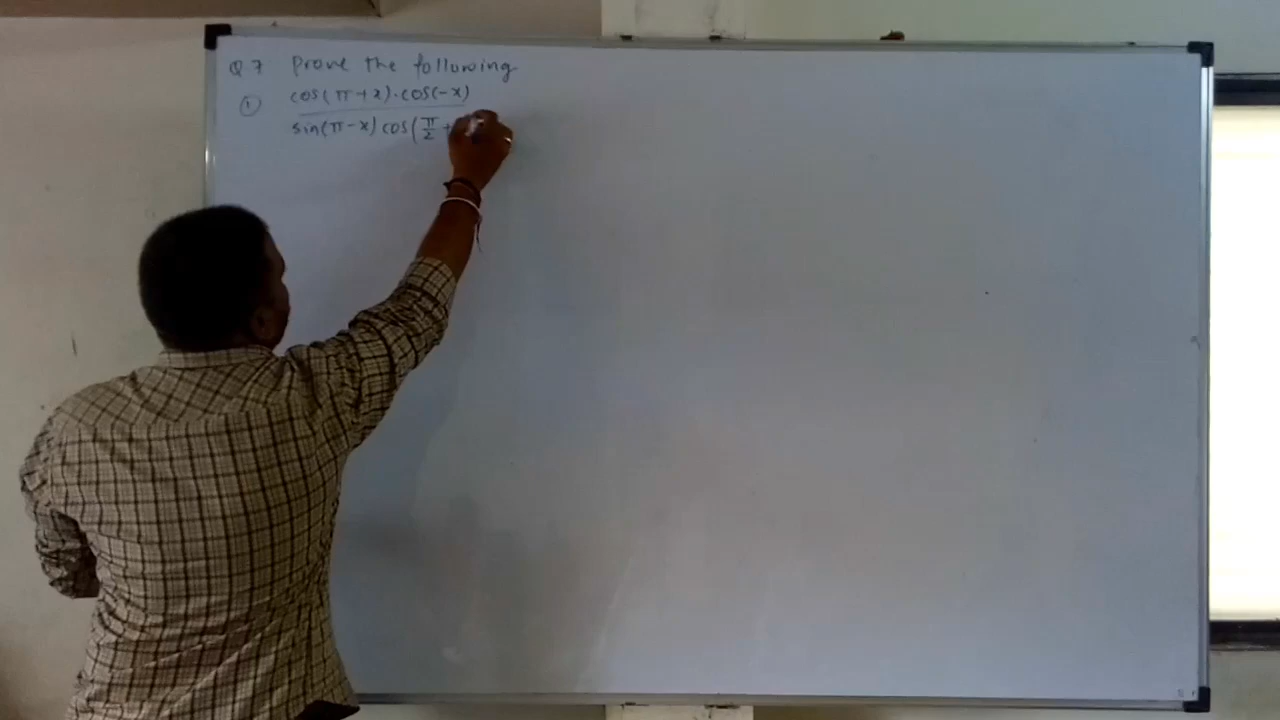 Q 7 Prove the following
① cos(π+x)·cos(-x)
sin(π-x) cos(π/2 +